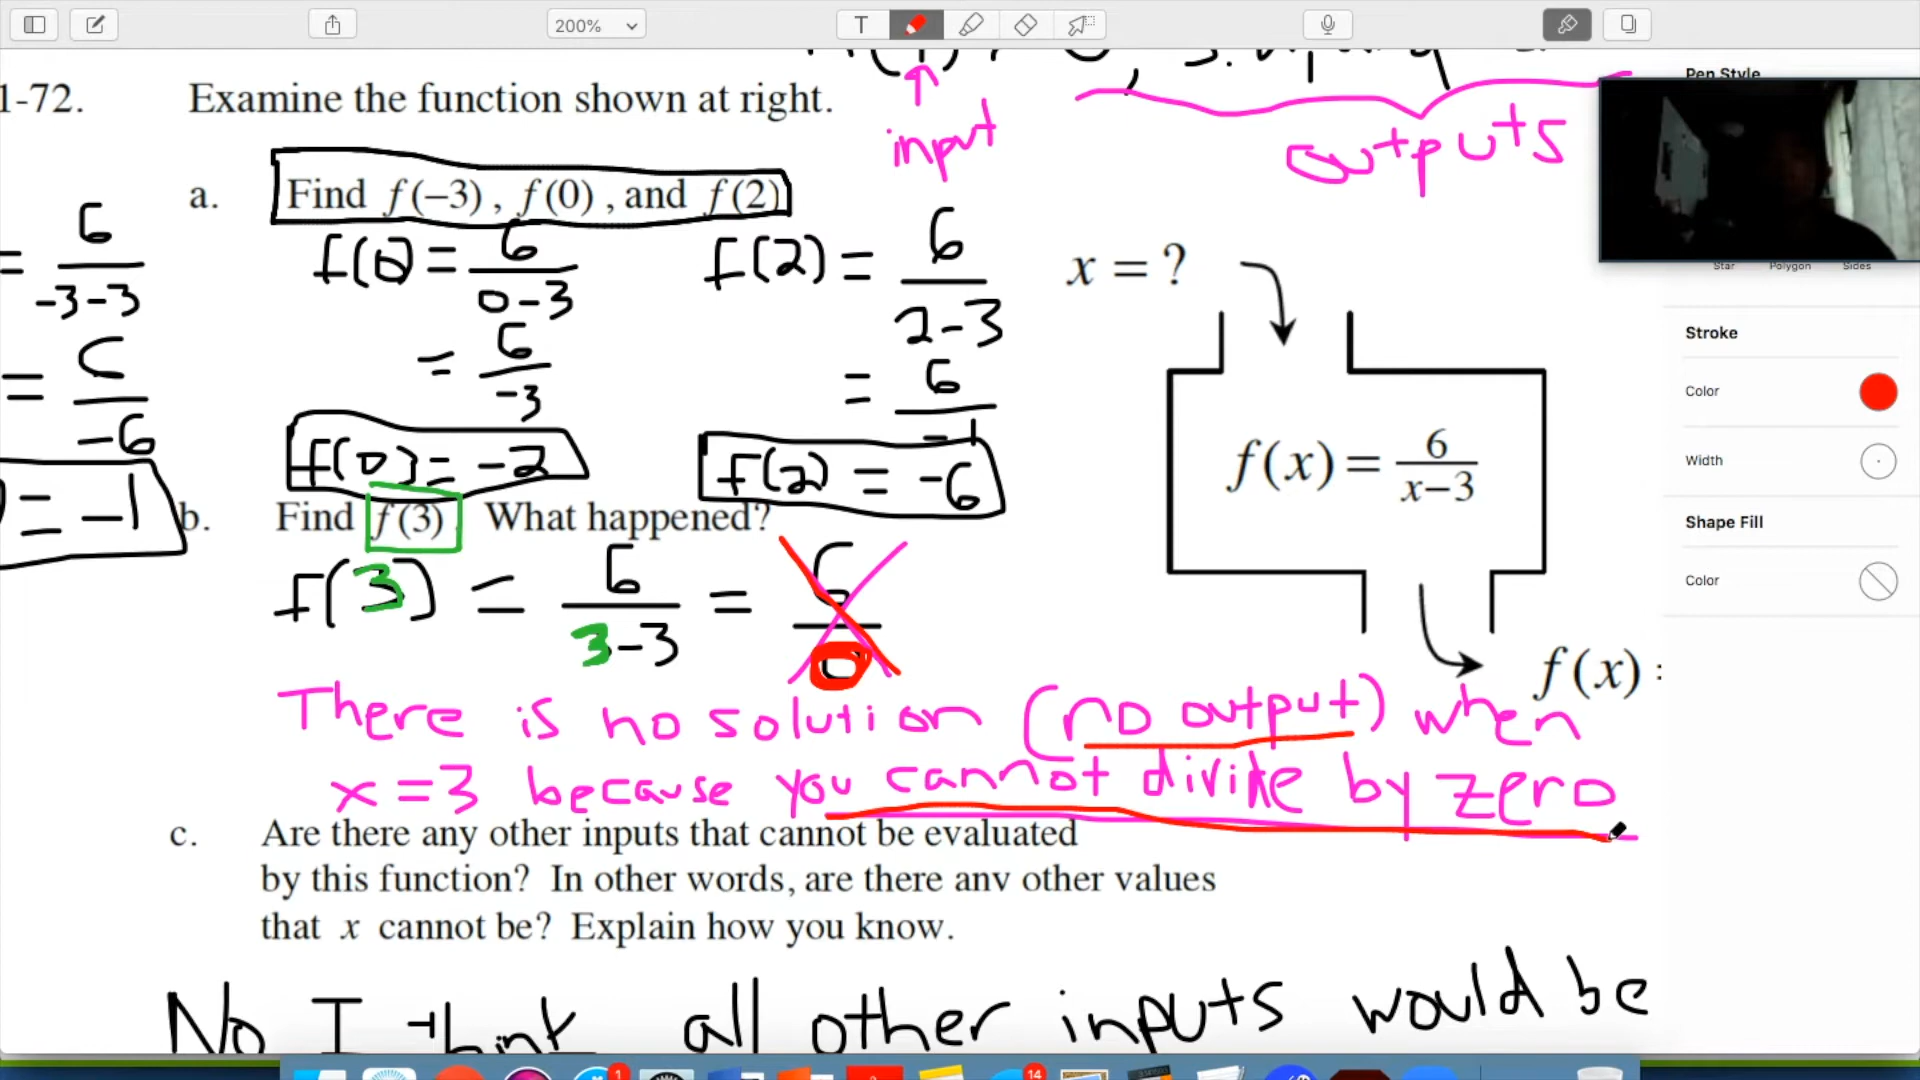 200%
T
Pen Style
Star Polygon Sides
Stroke
Color
Width
Shape Fill
Color
input
outputs
1-72. Examine the function shown at right.
a. Find f(−3), f(0), and f(2)
= 6/-3-3
= 6/-6
= -1
f(0) = 6/0-3
= 6/-3
f(0) = -2
f(2) = 6/2-3
= 6/-1
f(2) = -6
x = ?
f(x) = 6/x−3
f(x) :
b. Find f(3) What happened?
f(3) = 6/3-3 = 6/0
There is no solution (no output) when
x=3 because you cannot divide by zero
c. Are there any other inputs that cannot be evaluated
by this function? In other words, are there any other values
that x cannot be? Explain how you know.
No I think all other inputs would be
1
14